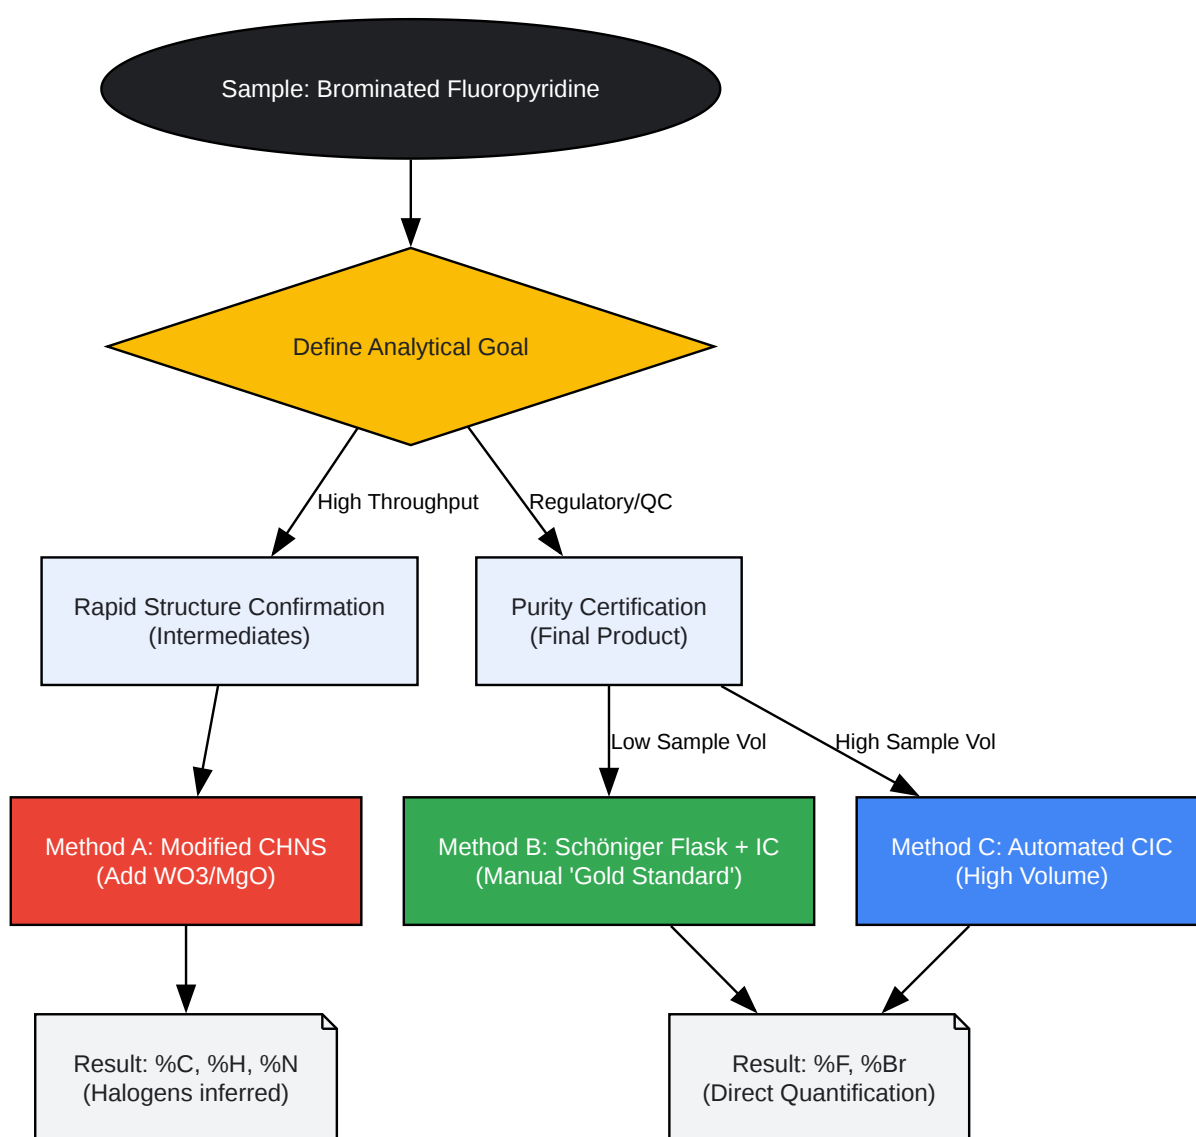 Sample: Brominated Fluoropyridine
Define Analytical Goal
High Throughput
Regulatory/QC
Rapid Structure Confirmation
(Intermediates)
Purity Certification
(Final Product)
Low Sample Vol
High Sample Vol
Method A: Modified CHNS
(Add WO3/MgO)
Method B: Schöniger Flask + IC
(Manual 'Gold Standard')
Method C: Automated CIC
(High Volume)
Result: %C, %H, %N
(Halogens inferred)
Result: %F, %Br
(Direct Quantification)